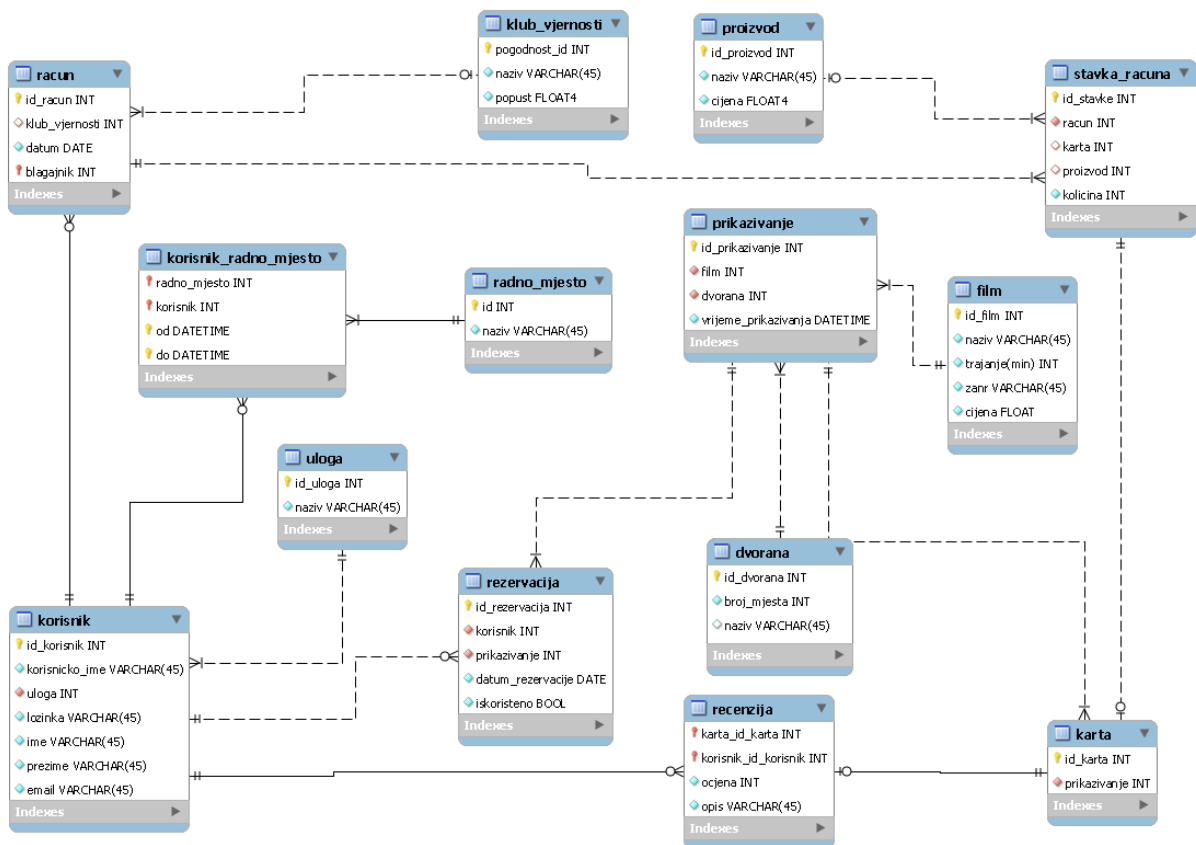 klub_vjernosti
pogodnost_id INT
naziv VARCHAR(45)
popust FLOAT4
Indexes
proizvod
id_proizvod INT
naziv VARCHAR(45)
cijena FLOAT4
Indexes
racun
id_racun INT
klub_vjernosti INT
datum DATE
blagajnik INT
Indexes
stavka_racuna
id_stavke INT
racun INT
karta INT
proizvod INT
kolicina INT
Indexes
korisnik_radno_mjesto
radno_mjesto INT
korisnik INT
od DATETIME
do DATETIME
Indexes
radno_mjesto
id INT
naziv VARCHAR(45)
Indexes
prikazivanje
id_prikazivanje INT
film INT
dvorana INT
vrijeme_prikazivanja DATETIME
Indexes
film
id_film INT
naziv VARCHAR(45)
trajanje(min) INT
zanr VARCHAR(45)
cijena FLOAT
Indexes
uloga
id_uloga INT
naziv VARCHAR(45)
Indexes
korisnik
id_korisnik INT
korisnicko_ime VARCHAR(45)
uloga INT
lozinka VARCHAR(45)
ime VARCHAR(45)
prezime VARCHAR(45)
email VARCHAR(45)
Indexes
rezervacija
id_rezervacija INT
korisnik INT
prikazivanje INT
datum_rezervacije DATE
iskoristeno BOOL
Indexes
dvorana
id_dvorana INT
broj_mjesta INT
naziv VARCHAR(45)
Indexes
recenzija
karta_id_karta INT
korisnik_id_korisnik INT
ocjena INT
opis VARCHAR(45)
Indexes
karta
id_karta INT
prikazivanje INT
Indexes